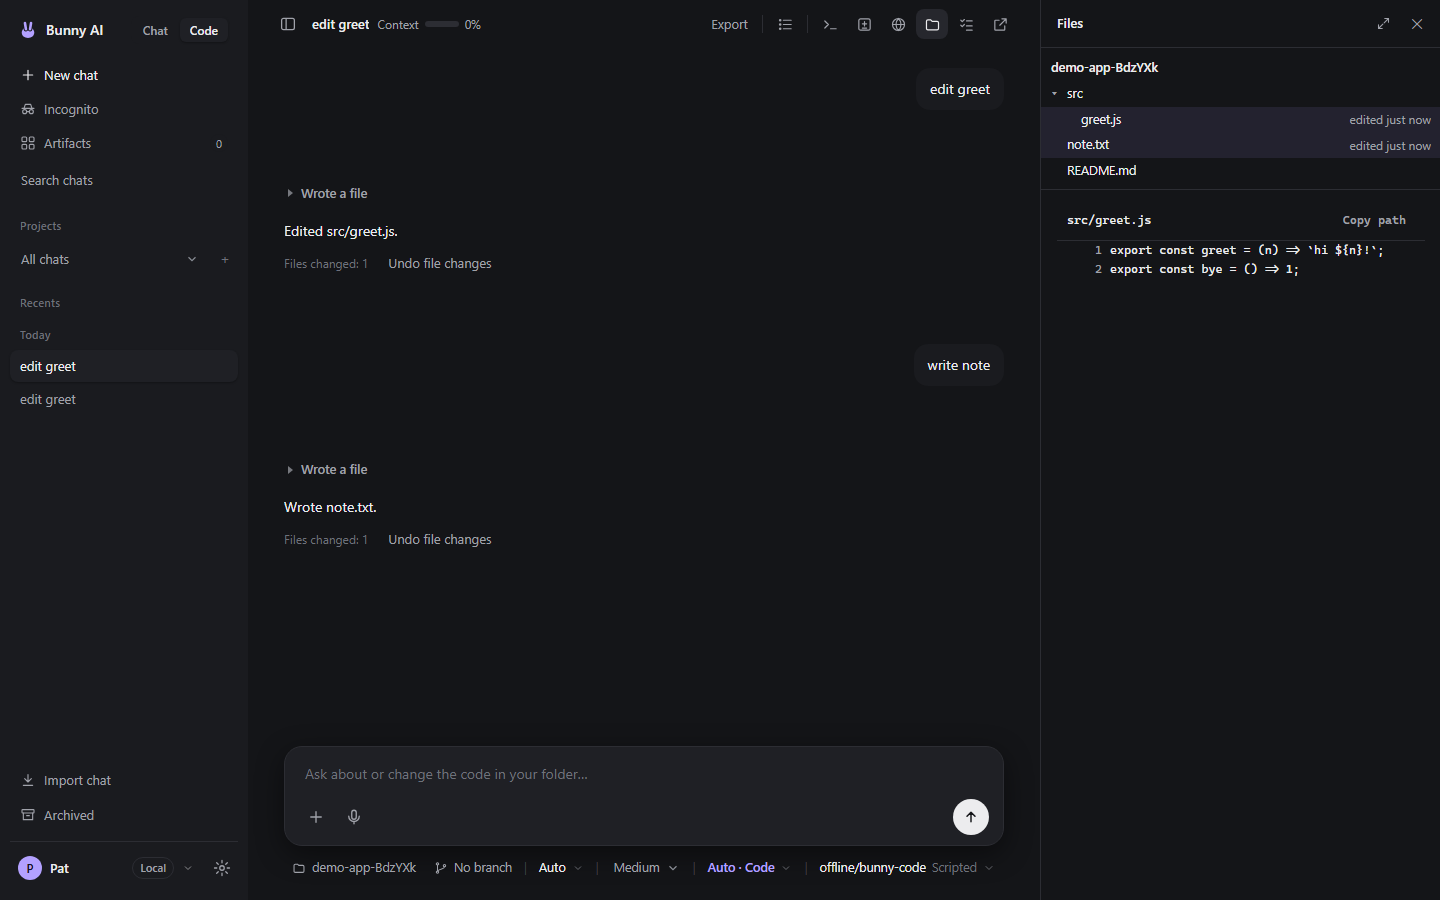 Bunny AI
Chat
Code
New chat
Incognito
Artifacts 0
Search chats
Projects
All chats +
Recents
Today
edit greet
edit greet
Import chat
Archived
P Pat Local
edit greet Context 0%
Export
edit greet
Wrote a file
Edited src/greet.js.
Files changed: 1 Undo file changes
write note
Wrote a file
Wrote note.txt.
Files changed: 1 Undo file changes
Ask about or change the code in your folder...
demo-app-BdzYXk No branch | Auto | Medium | Auto · Code | offline/bunny-code Scripted
Files
demo-app-BdzYXk
src
greet.js edited just now
note.txt edited just now
README.md
src/greet.js Copy path
1 export const greet = (n) => `hi ${n}!`;
2 export const bye = () => 1;